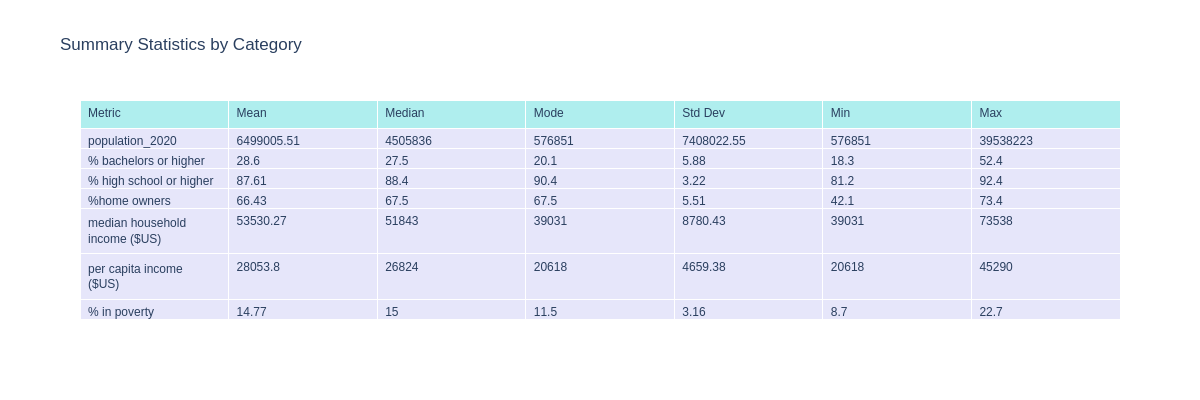 Summary Statistics by Category
Metric Mean Median Mode Std Dev Min Max
population_2020 6499005.51 4505836 576851 7408022.55 576851 39538223
% bachelors or higher 28.6 27.5 20.1 5.88 18.3 52.4
% high school or higher 87.61 88.4 90.4 3.22 81.2 92.4
%home owners 66.43 67.5 67.5 5.51 42.1 73.4
median household 53530.27 51843 39031 8780.43 39031 73538
income ($US)
per capita income 28053.8 26824 20618 4659.38 20618 45290
($US)
% in poverty 14.77 15 11.5 3.16 8.7 22.7